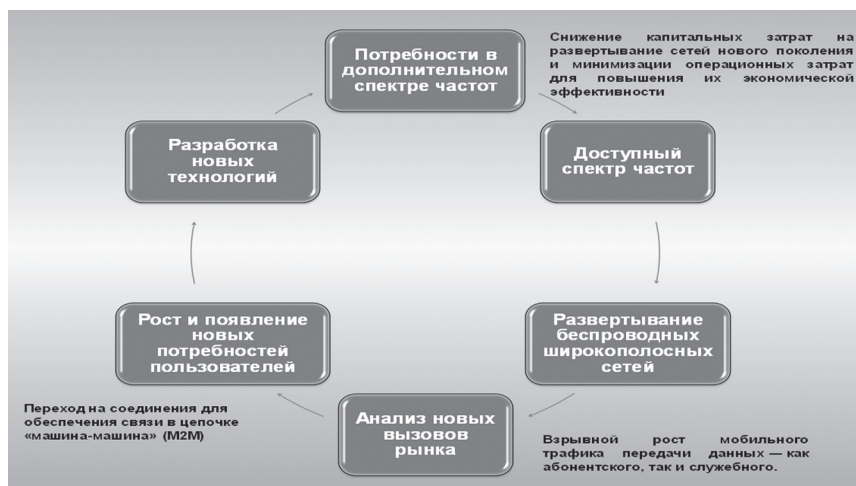 Потребности в
дополнительном
спектре частот
Снижение капитальных затрат на
развертывание сетей нового поколения
и минимизации операционных затрат
для повышения их экономической
эффективности
Доступный
спектр частот
Развертывание
беспроводных
широкополосных
сетей
Взрывной рост мобильного
трафика передачи данных — как
абонентского, так и служебного.
Анализ новых
вызовов
рынка
Рост и появление
новых
потребностей
пользователей
Переход на соединения для
обеспечения связи в цепочке
«машина-машина» (M2M)
Разработка
новых
технологий